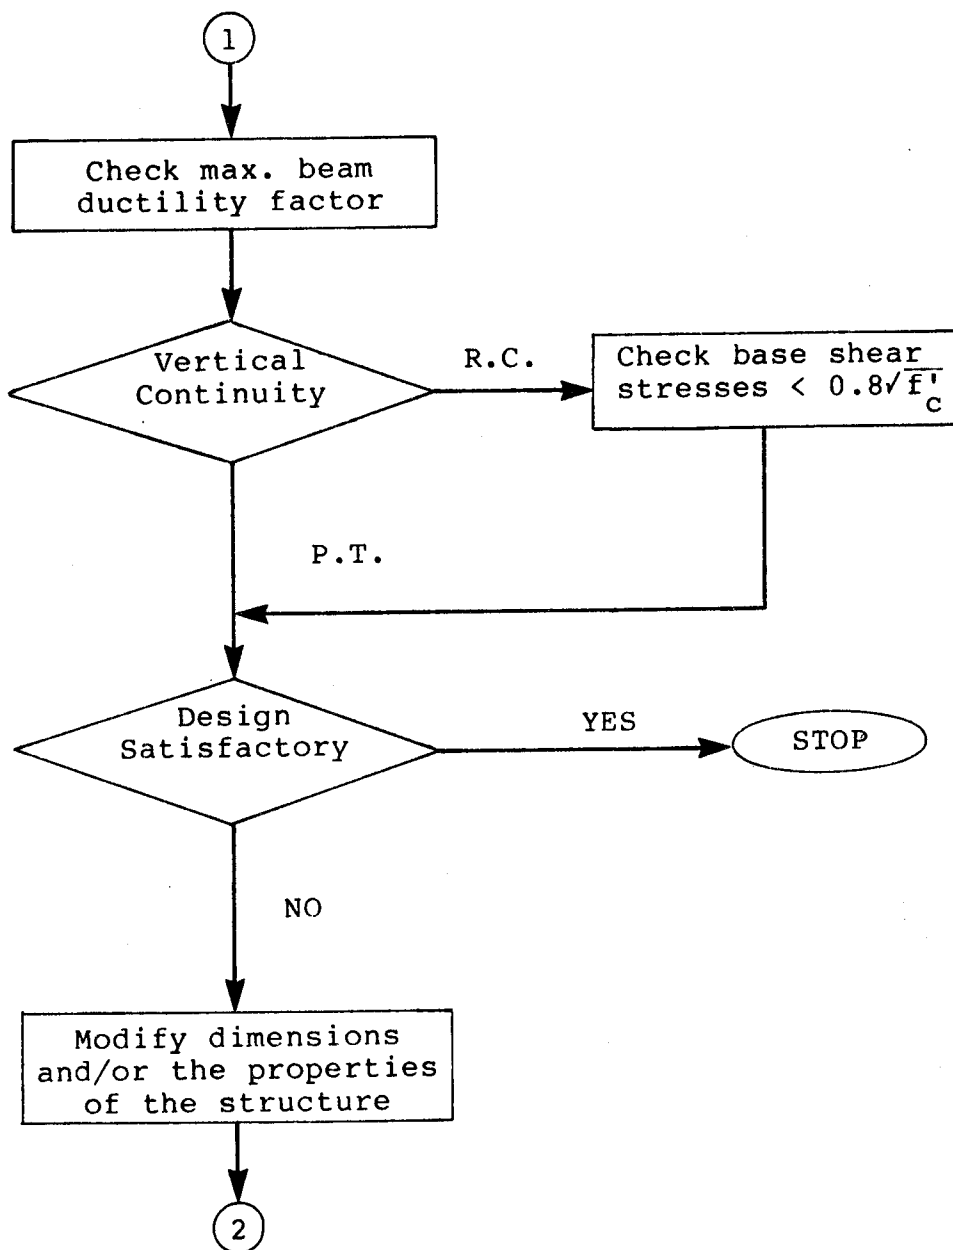 1
Check max. beam
ductility factor
Vertical
Continuity
R.C.
Check base shear
stresses < 0.8√f'c
P.T.
Design
Satisfactory
YES
STOP
NO
Modify dimensions
and/or the properties
of the structure
2